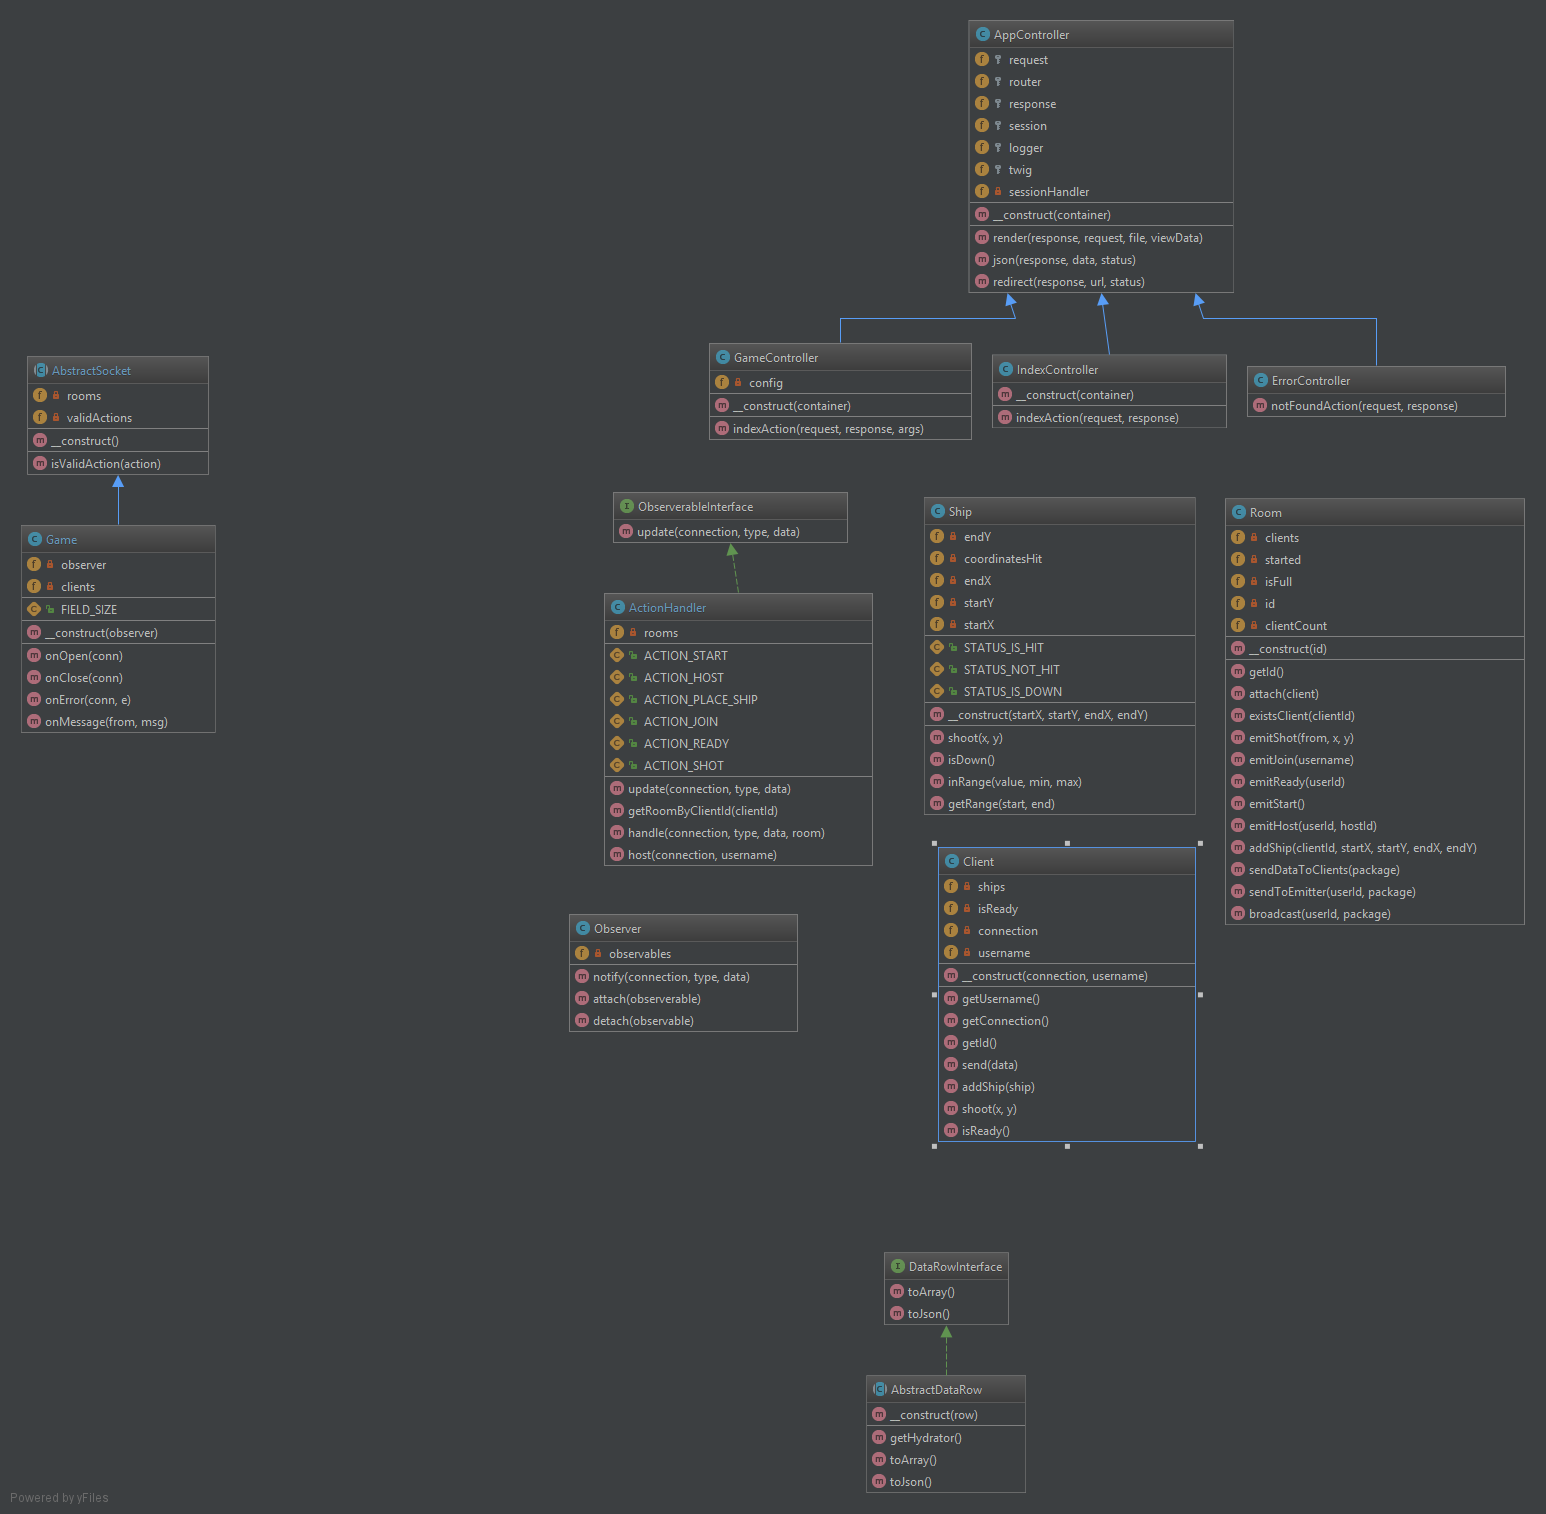 AppController
request
router
response
session
logger
twig
sessionHandler
__construct(container)
render(response, request, file, viewData)
json(response, data, status)
redirect(response, url, status)
GameController
config
__construct(container)
indexAction(request, response, args)
IndexController
__construct(container)
indexAction(request, response)
ErrorController
notFoundAction(request, response)
AbstractSocket
rooms
validActions
__construct()
isValidAction(action)
Game
observer
clients
FIELD_SIZE
__construct(observer)
onOpen(conn)
onClose(conn)
onError(conn, e)
onMessage(from, msg)
ObserverableInterface
update(connection, type, data)
ActionHandler
rooms
ACTION_START
ACTION_HOST
ACTION_PLACE_SHIP
ACTION_JOIN
ACTION_READY
ACTION_SHOT
update(connection, type, data)
getRoomByClientId(clientId)
handle(connection, type, data, room)
host(connection, username)
Observer
observables
notify(connection, type, data)
attach(observable)
detach(observable)
Ship
endY
coordinatesHit
endX
startY
startX
STATUS_IS_HIT
STATUS_NOT_HIT
STATUS_IS_DOWN
__construct(startX, startY, endX, endY)
shoot(x, y)
isDown()
inRange(value, min, max)
getRange(start, end)
Room
clients
started
isFull
id
clientCount
__construct(id)
getId()
attach(client)
existsClient(clientId)
emitShot(from, x, y)
emitJoin(username)
emitReady(userId)
emitStart()
emitHost(userId, hostId)
addShip(clientId, startX, startY, endX, endY)
sendDataToClients(package)
sendToEmitter(userId, package)
broadcast(userId, package)
Client
ships
isReady
connection
username
__construct(connection, username)
getUsername()
getConnection()
getId()
send(data)
addShip(ship)
shoot(x, y)
isReady()
DataRowInterface
toArray()
toJson()
AbstractDataRow
__construct(row)
getHydrator()
toArray()
toJson()
Powered by yFiles